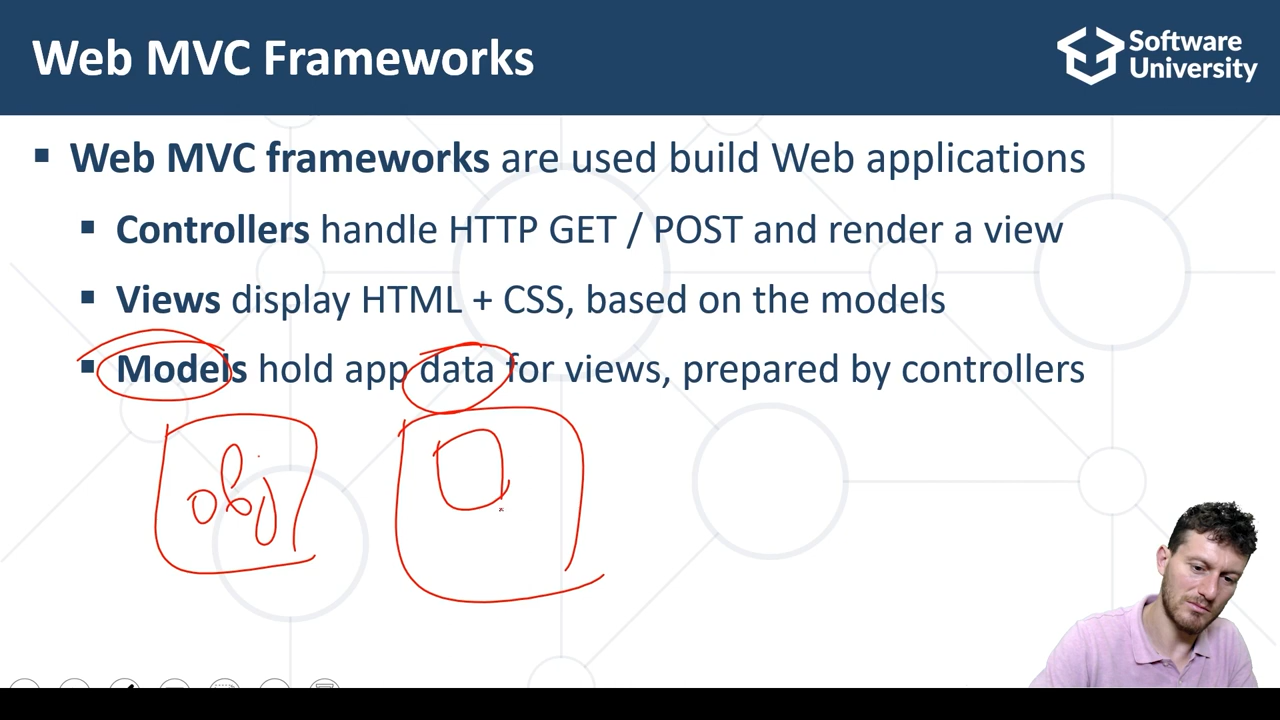 Web MVC Frameworks
Software
University
▪ Web MVC frameworks are used build Web applications
▪ Controllers handle HTTP GET / POST and render a view
▪ Views display HTML + CSS, based on the models
▪ Models hold app data for views, prepared by controllers
obj